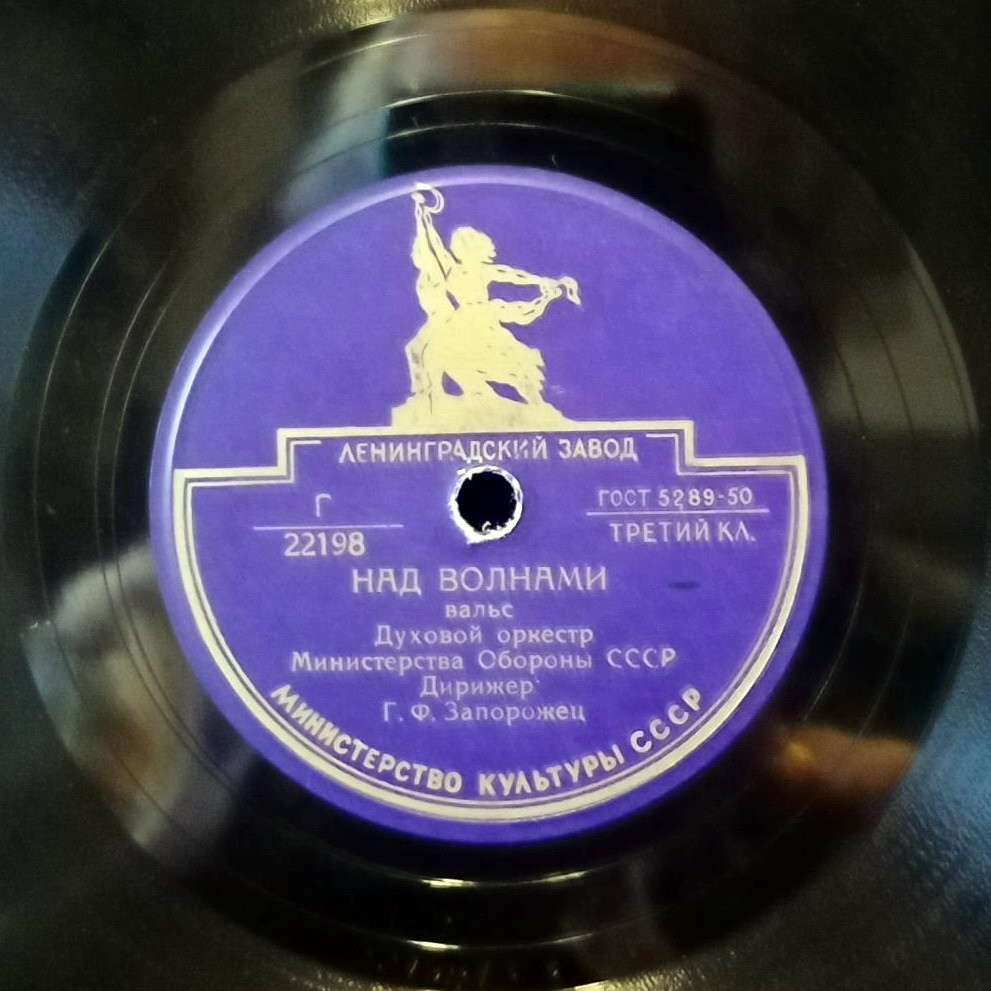 ЛЕНИНГРАДСКИЙ ЗАВОД
Г
22198
ГОСТ 5289-50
ТРЕТИЙ КЛ.
НАД ВОЛНАМИ
вальс
Духовой оркестр
Министерства Обороны СССР
Дирижер
Г. Ф. Запорожец
МИНИСТЕРСТВО КУЛЬТУРЫ СССР